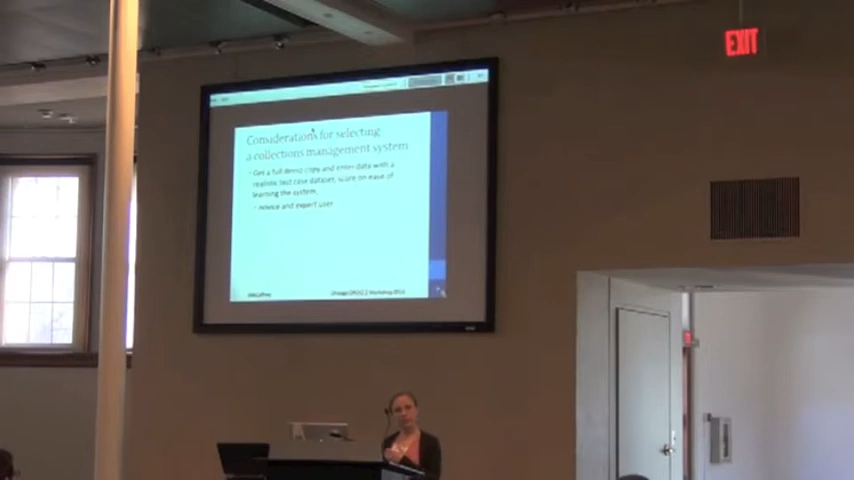 EXIT
Considerations for selecting
a collections management system
Get a full demo copy and enter data with a
realistic test case dataset, score on ease of
learning the system.
novice and expert user
Workshop